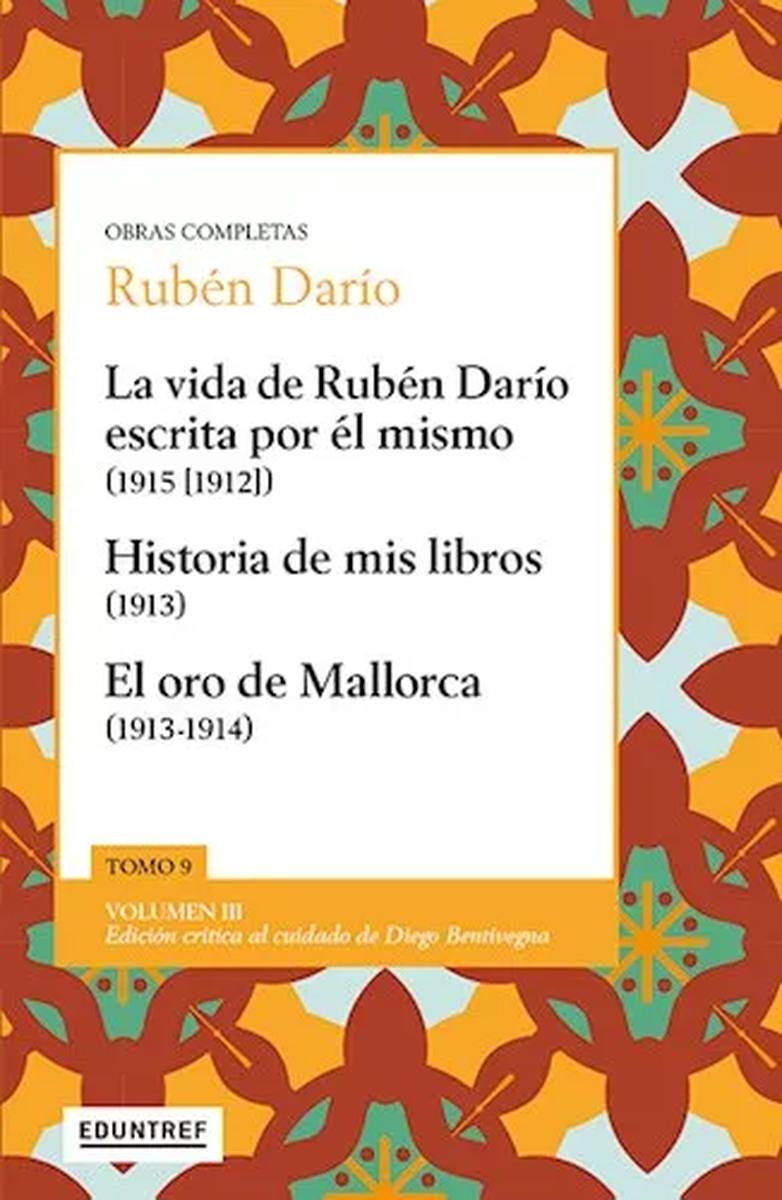 OBRAS COMPLETAS
Rubén Darío
La vida de Rubén Darío
escrita por él mismo
(1915 [1912])
Historia de mis libros
(1913)
El oro de Mallorca
(1913-1914)
TOMO 9
VOLUMEN III
Edición crítica al cuidado de Diego Bentivegna
EDUNTREF